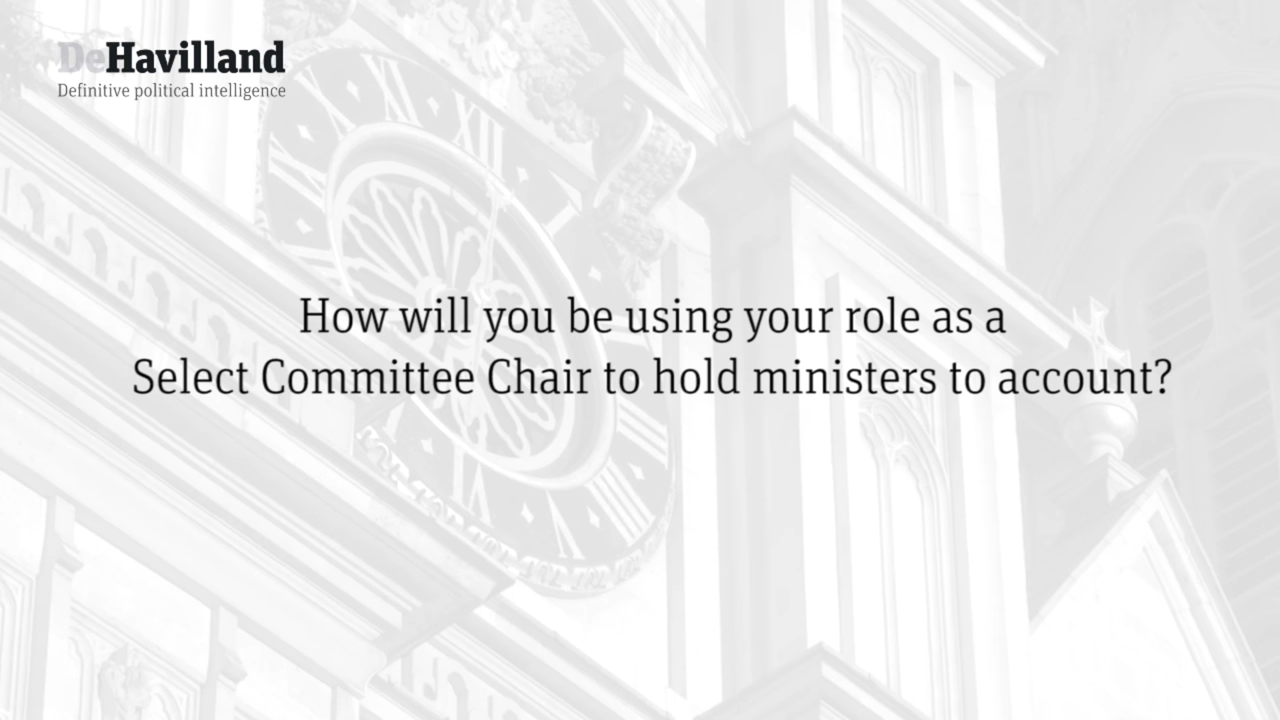 DeHavilland
Definitive political intelligence
How will you be using your role as a
Select Committee Chair to hold ministers to account?